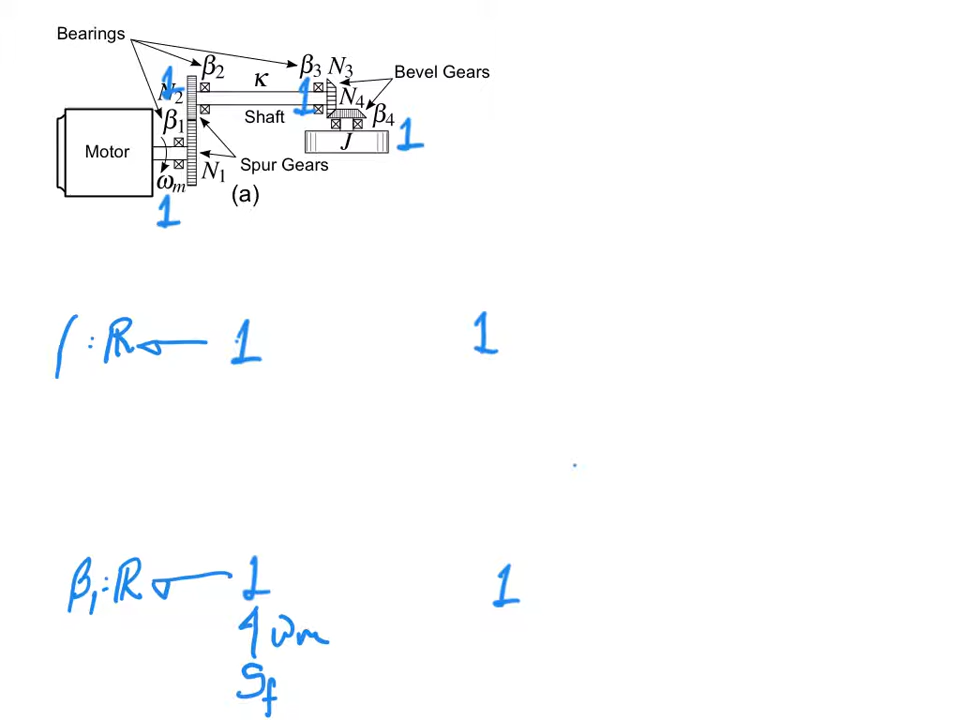 Bearings
β2 β3 N3
1 κ Bevel Gears
N2 1 N4
β1 Shaft β4
Motor J 1
Spur Gears
ωm N1
(a)
1
: R 1 1
β1 : R 1 1
ωm
Sf